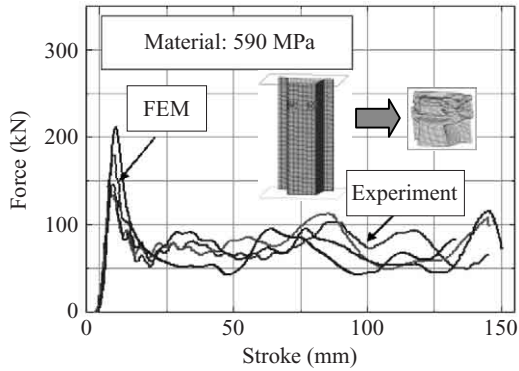 300
Material: 590 MPa
FEM
200
Force (kN)
Experiment
100
0
0
50
100
150
Stroke (mm)